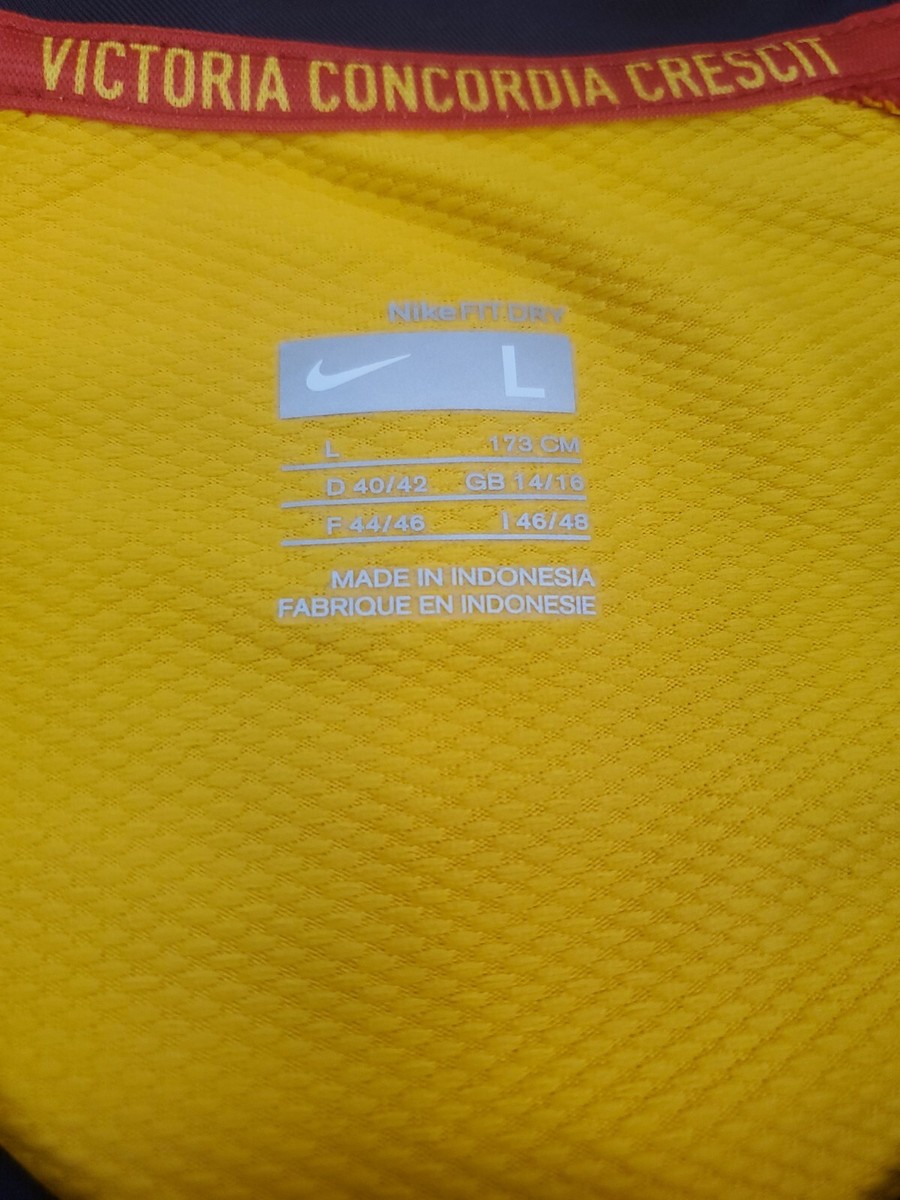 VICTORIA CONCORDIA CRESCIT
Nike FIT DRY
L
L 173 CM
D 40/42 GB 14/16
F 44/46 I 46/48
MADE IN INDONESIA
FABRIQUE EN INDONESIE